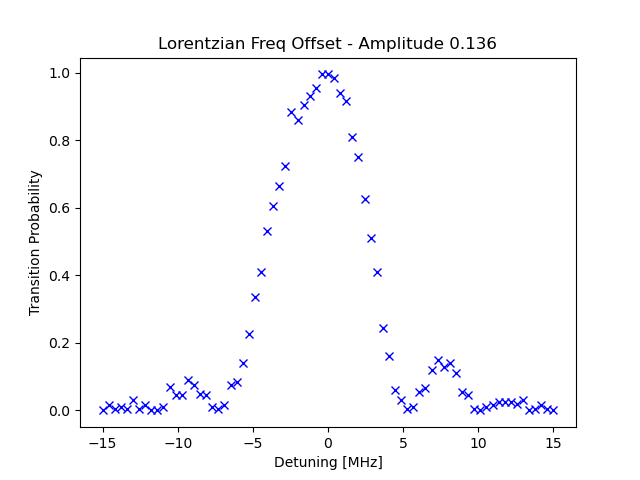 Lorentzian Freq Offset - Amplitude 0.136
Transition Probability
1.0
0.8
0.6
0.4
0.2
0.0
−15 −10 −5 0 5 10 15
Detuning [MHz]